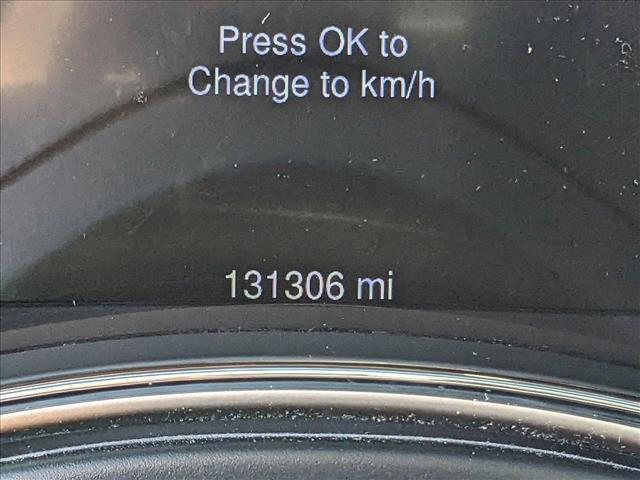 Press OK to
Change to km/h
131306 mi